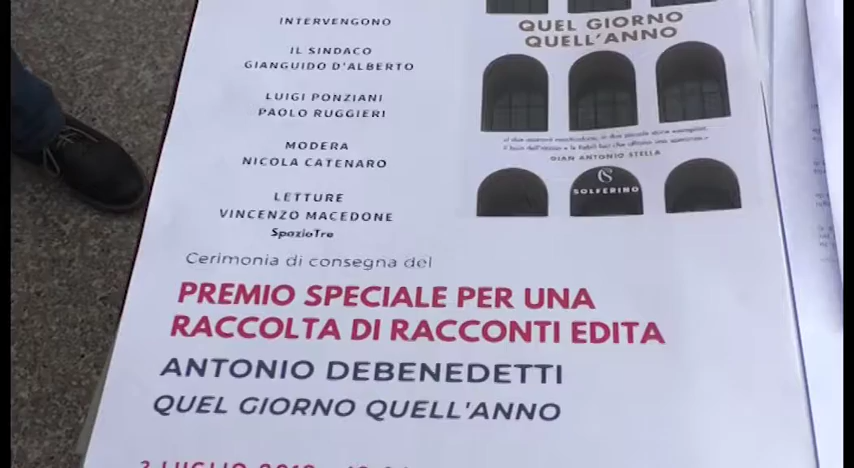 INTERVENGONO
IL SINDACO
GIANGUIDO D'ALBERTO
LUIGI PONZIANI
PAOLO RUGGIERI
MODERA
NICOLA CATENARO
LETTURE
VINCENZO MACEDONE
SpazioTre
QUEL GIORNO
QUELL'ANNO
GIAN ANTONIO STELLA
SOLFERINO
Cerimonia di consegna del
PREMIO SPECIALE PER UNA
RACCOLTA DI RACCONTI EDITA
ANTONIO DEBENEDETTI
QUEL GIORNO QUELL'ANNO
LUGLIO